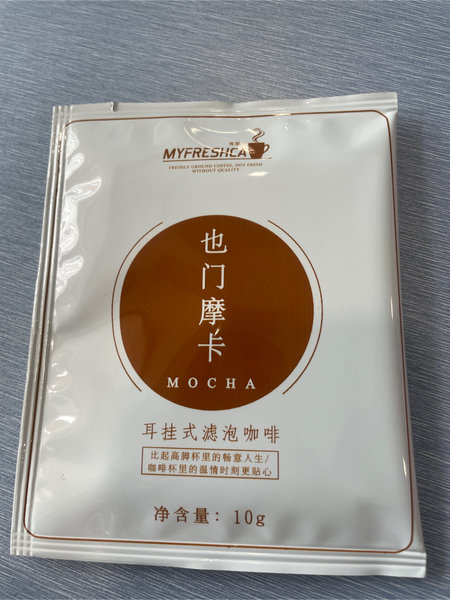 MYFRESHCA
FRESHLY GROUND COFFEE, NOT FRESH
WITHOUT QUALITY
也门摩卡
MOCHA
耳挂式滤泡咖啡
比起高脚杯里的畅意人生/
咖啡杯里的温情时刻更贴心
净含量：10g